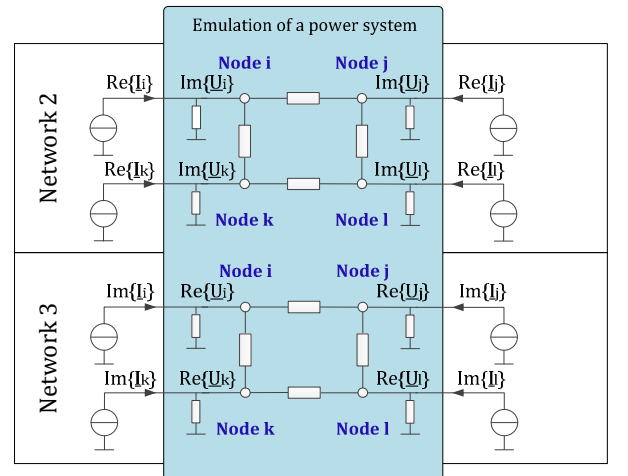 Emulation of a power system
Network 2
Node i Node j
Re{Ii} Im{Ui} Im{Uj} Re{Ij}
Re{Ik} Im{Uk} Im{Ul} Re{Il}
Node k Node l
Network 3
Node i Node j
Im{Ii} Re{Ui} Re{Uj} Im{Ij}
Im{Ik} Re{Uk} Re{Ul} Im{Il}
Node k Node l